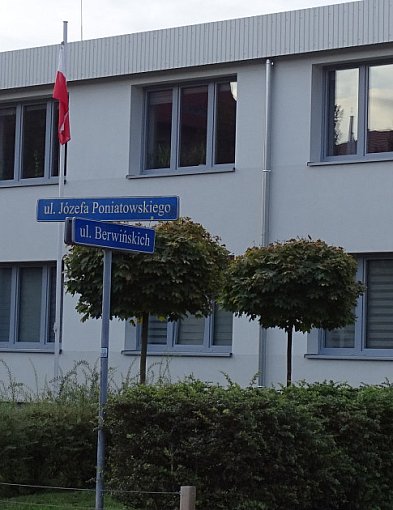 ul. Józefa Poniatowskiego
ul. Berwińskich